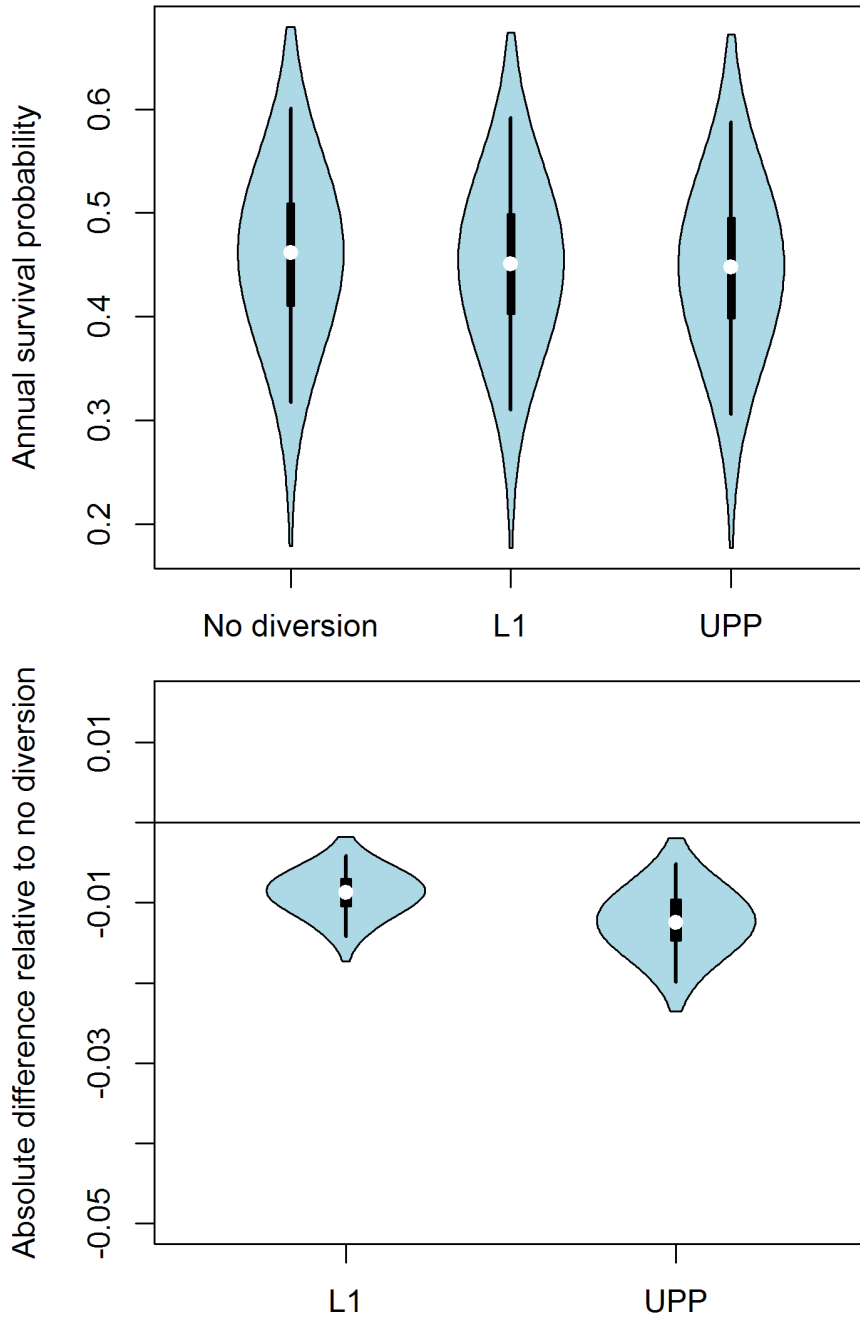 Annual survival probability
0.6
0.5
0.4
0.3
0.2
No diversion
L1
UPP
Absolute difference relative to no diversion
0.01
-0.01
-0.03
-0.05
L1
UPP